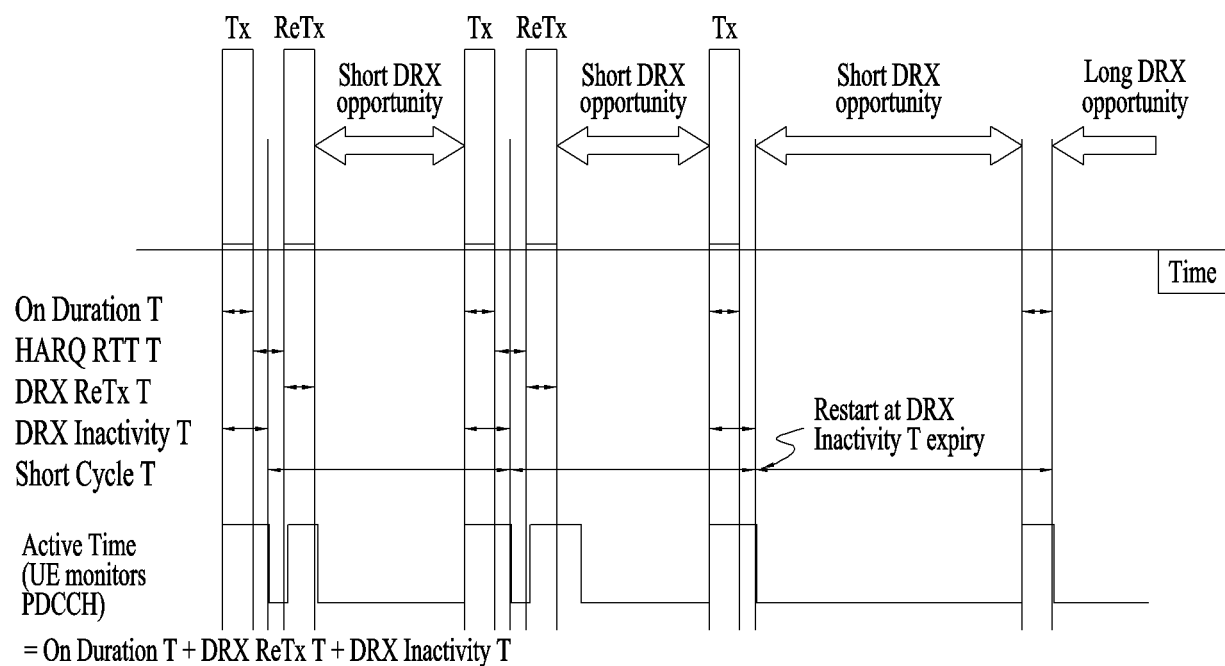 Tx ReTx Tx ReTx Tx
Short DRX
opportunity
Short DRX
opportunity
Short DRX
opportunity
Long DRX
opportunity
Time
On Duration T
HARQ RTT T
DRX ReTx T
DRX Inactivity T
Short Cycle T
Restart at DRX
Inactivity T expiry
Active Time
(UE monitors
PDCCH)
= On Duration T + DRX ReTx T + DRX Inactivity T